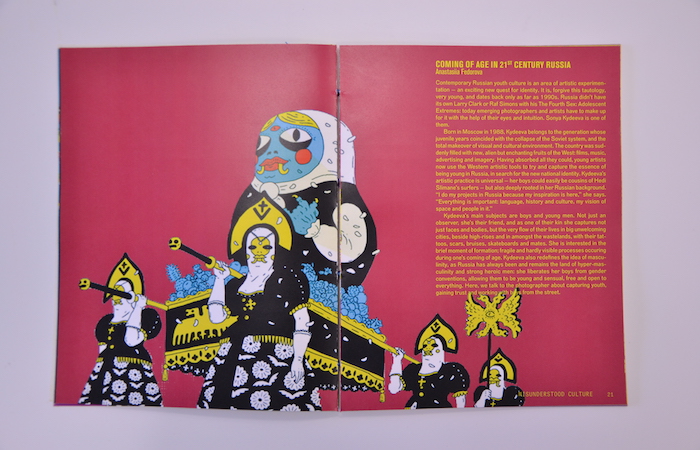 COMING OF AGE IN 21ST CENTURY RUSSIA
Anastasiia Fedorova
Contemporary Russian youth culture is an area of artistic experimen-
tation – an exciting new quest for identity. It is, forgive this tautology,
very young, and dates back only as far as 1990s. Russia didn't have
its own Larry Clark or Raf Simons with his The Fourth Sex: Adolescent
Extremes: today emerging photographers and artists have to make up
for it with the help of their eyes and intuition. Sonya Kydeeva is one of
them.
Born in Moscow in 1988, Kydeeva belongs to the generation whose
juvenile years coincided with the collapse of the Soviet system, and the
total makeover of visual and cultural environment. The country was sud-
denly filled with new, alien but enchanting fruits of the West: films, music,
advertising and imagery. Having absorbed all they could, young artists
now use the Western artistic tools to try and capture the essence of
being young in Russia, in search for the new national identity. Kydeeva's
artistic practice is universal – her boys could easily be cousins of Hedi
Slimane's surfers – but also deeply rooted in her Russian background.
"I do my projects in Russia because my inspiration is here," she says.
"Everything is important: language, history and culture, my vision of
space and people in it."
Kydeeva's main subjects are boys and young men. Not just an
observer, she's their friend, and as one of their kin she captures not
just faces and bodies, but the very flow of their lives in big unwelcoming
cities, beside high-rises and in amongst the wastelands, with their tat-
toos, scars, bruises, skateboards and mates. She is interested in the
brief moment of formation; fragile and hardly visible processes occuring
during one's coming of age. Kydeeva also redefines the idea of mascu-
linity, as Russia has always been and remains the land of hyper-mas-
culinity and strong heroic men: she liberates her boys from gender
conventions, allowing them to be young and sensual, free and open to
everything. Here, we talk to the photographer about capturing youth,
gaining trust and working with boys from the street.
MISUNDERSTOOD CULTURE 21